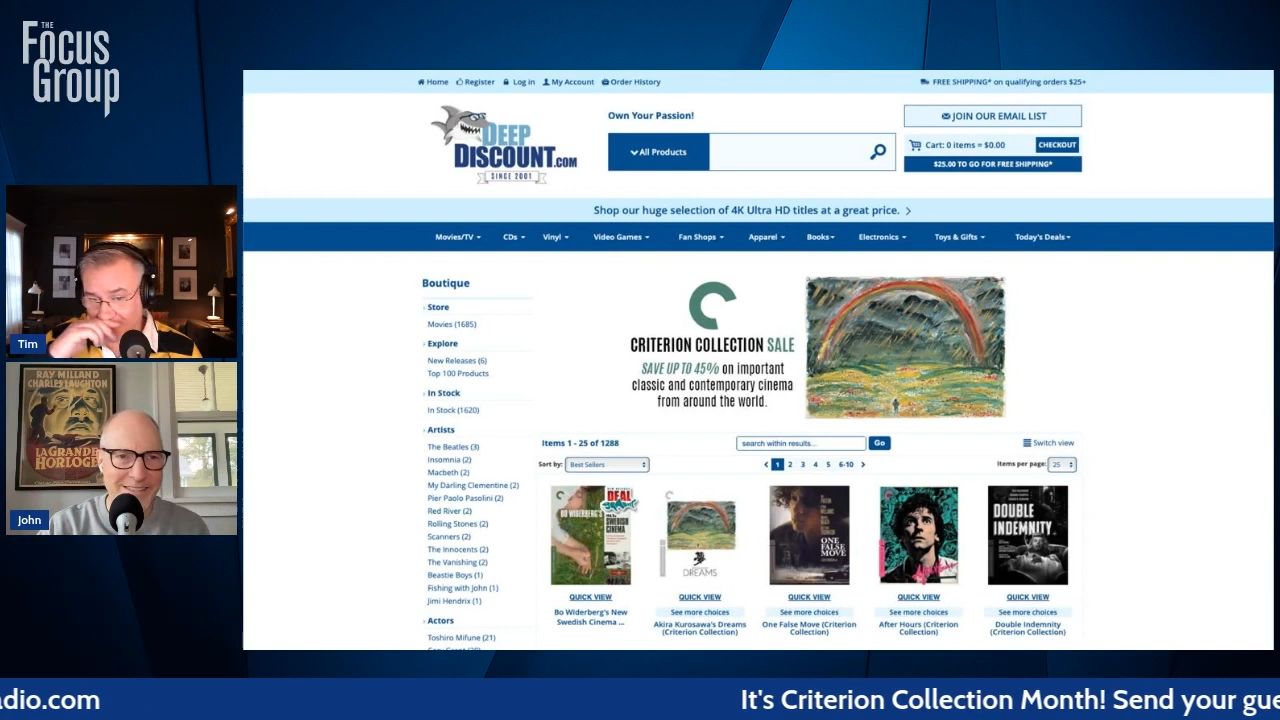 THE
Focus
Group
Home Register Log in My Account Order History
FREE SHIPPING* on qualifying orders $25+
DEEP
DISCOUNT.COM
SINCE 2001
Own Your Passion!
All Products
JOIN OUR EMAIL LIST
Cart: 0 items = $0.00 CHECKOUT
$25.00 TO GO FOR FREE SHIPPING*
Shop our huge selection of 4K Ultra HD titles at a great price.
Movies/TV CDs Vinyl Video Games Fan Shops Apparel Books Electronics Toys & Gifts Today's Deals
Boutique
Store
Movies (1685)
Explore
New Releases (6)
Top 100 Products
In Stock
In Stock (1620)
Artists
The Beatles (3)
Insomnia (2)
Macbeth (2)
My Darling Clementine (2)
Pier Paolo Pasolini (2)
Red River (2)
Rolling Stones (2)
Scanners (2)
The Innocents (2)
The Vanishing (2)
Beastie Boys (1)
Fishing with John (1)
Jimi Hendrix (1)
Actors
Toshiro Mifune (21)
CRITERION COLLECTION SALE
SAVE UP TO 45% on important
classic and contemporary cinema
from around the world.
Items 1 - 25 of 1288
search within results...
Go
Switch view
Sort by: Best Sellers
1 2 3 4 5 6-10
Items per page: 25
BO WIDERBERG'S
DEAL
SWEDISH
CINEMA
DREAMS
ONE
FALSE
MOVE
DOUBLE
INDEMNITY
QUICK VIEW QUICK VIEW QUICK VIEW QUICK VIEW QUICK VIEW
See more choices See more choices See more choices See more choices
Bo Widerberg's New
Swedish Cinema ...
Akira Kurosawa's Dreams
(Criterion Collection)
One False Move (Criterion
Collection)
After Hours (Criterion
Collection)
Double Indemnity
(Criterion Collection)
Tim
RAY MILLAND
CHARLES LAUGHTON
LA GRANDE
HORLOGE
John
adio.com
It's Criterion Collection Month! Send your gue